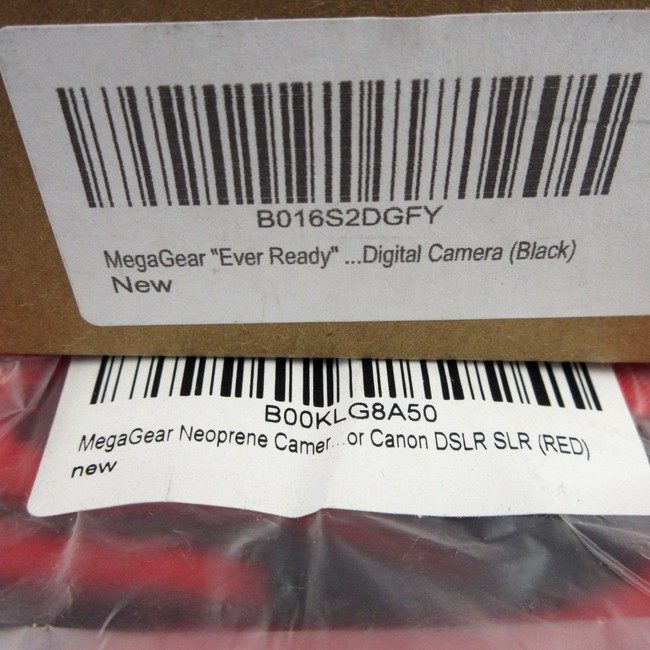 B016S2DGFY
MegaGear "Ever Ready" ...Digital Camera (Black)
New
B00KLG8A50
MegaGear Neoprene Camer...or Canon DSLR SLR (RED)
new